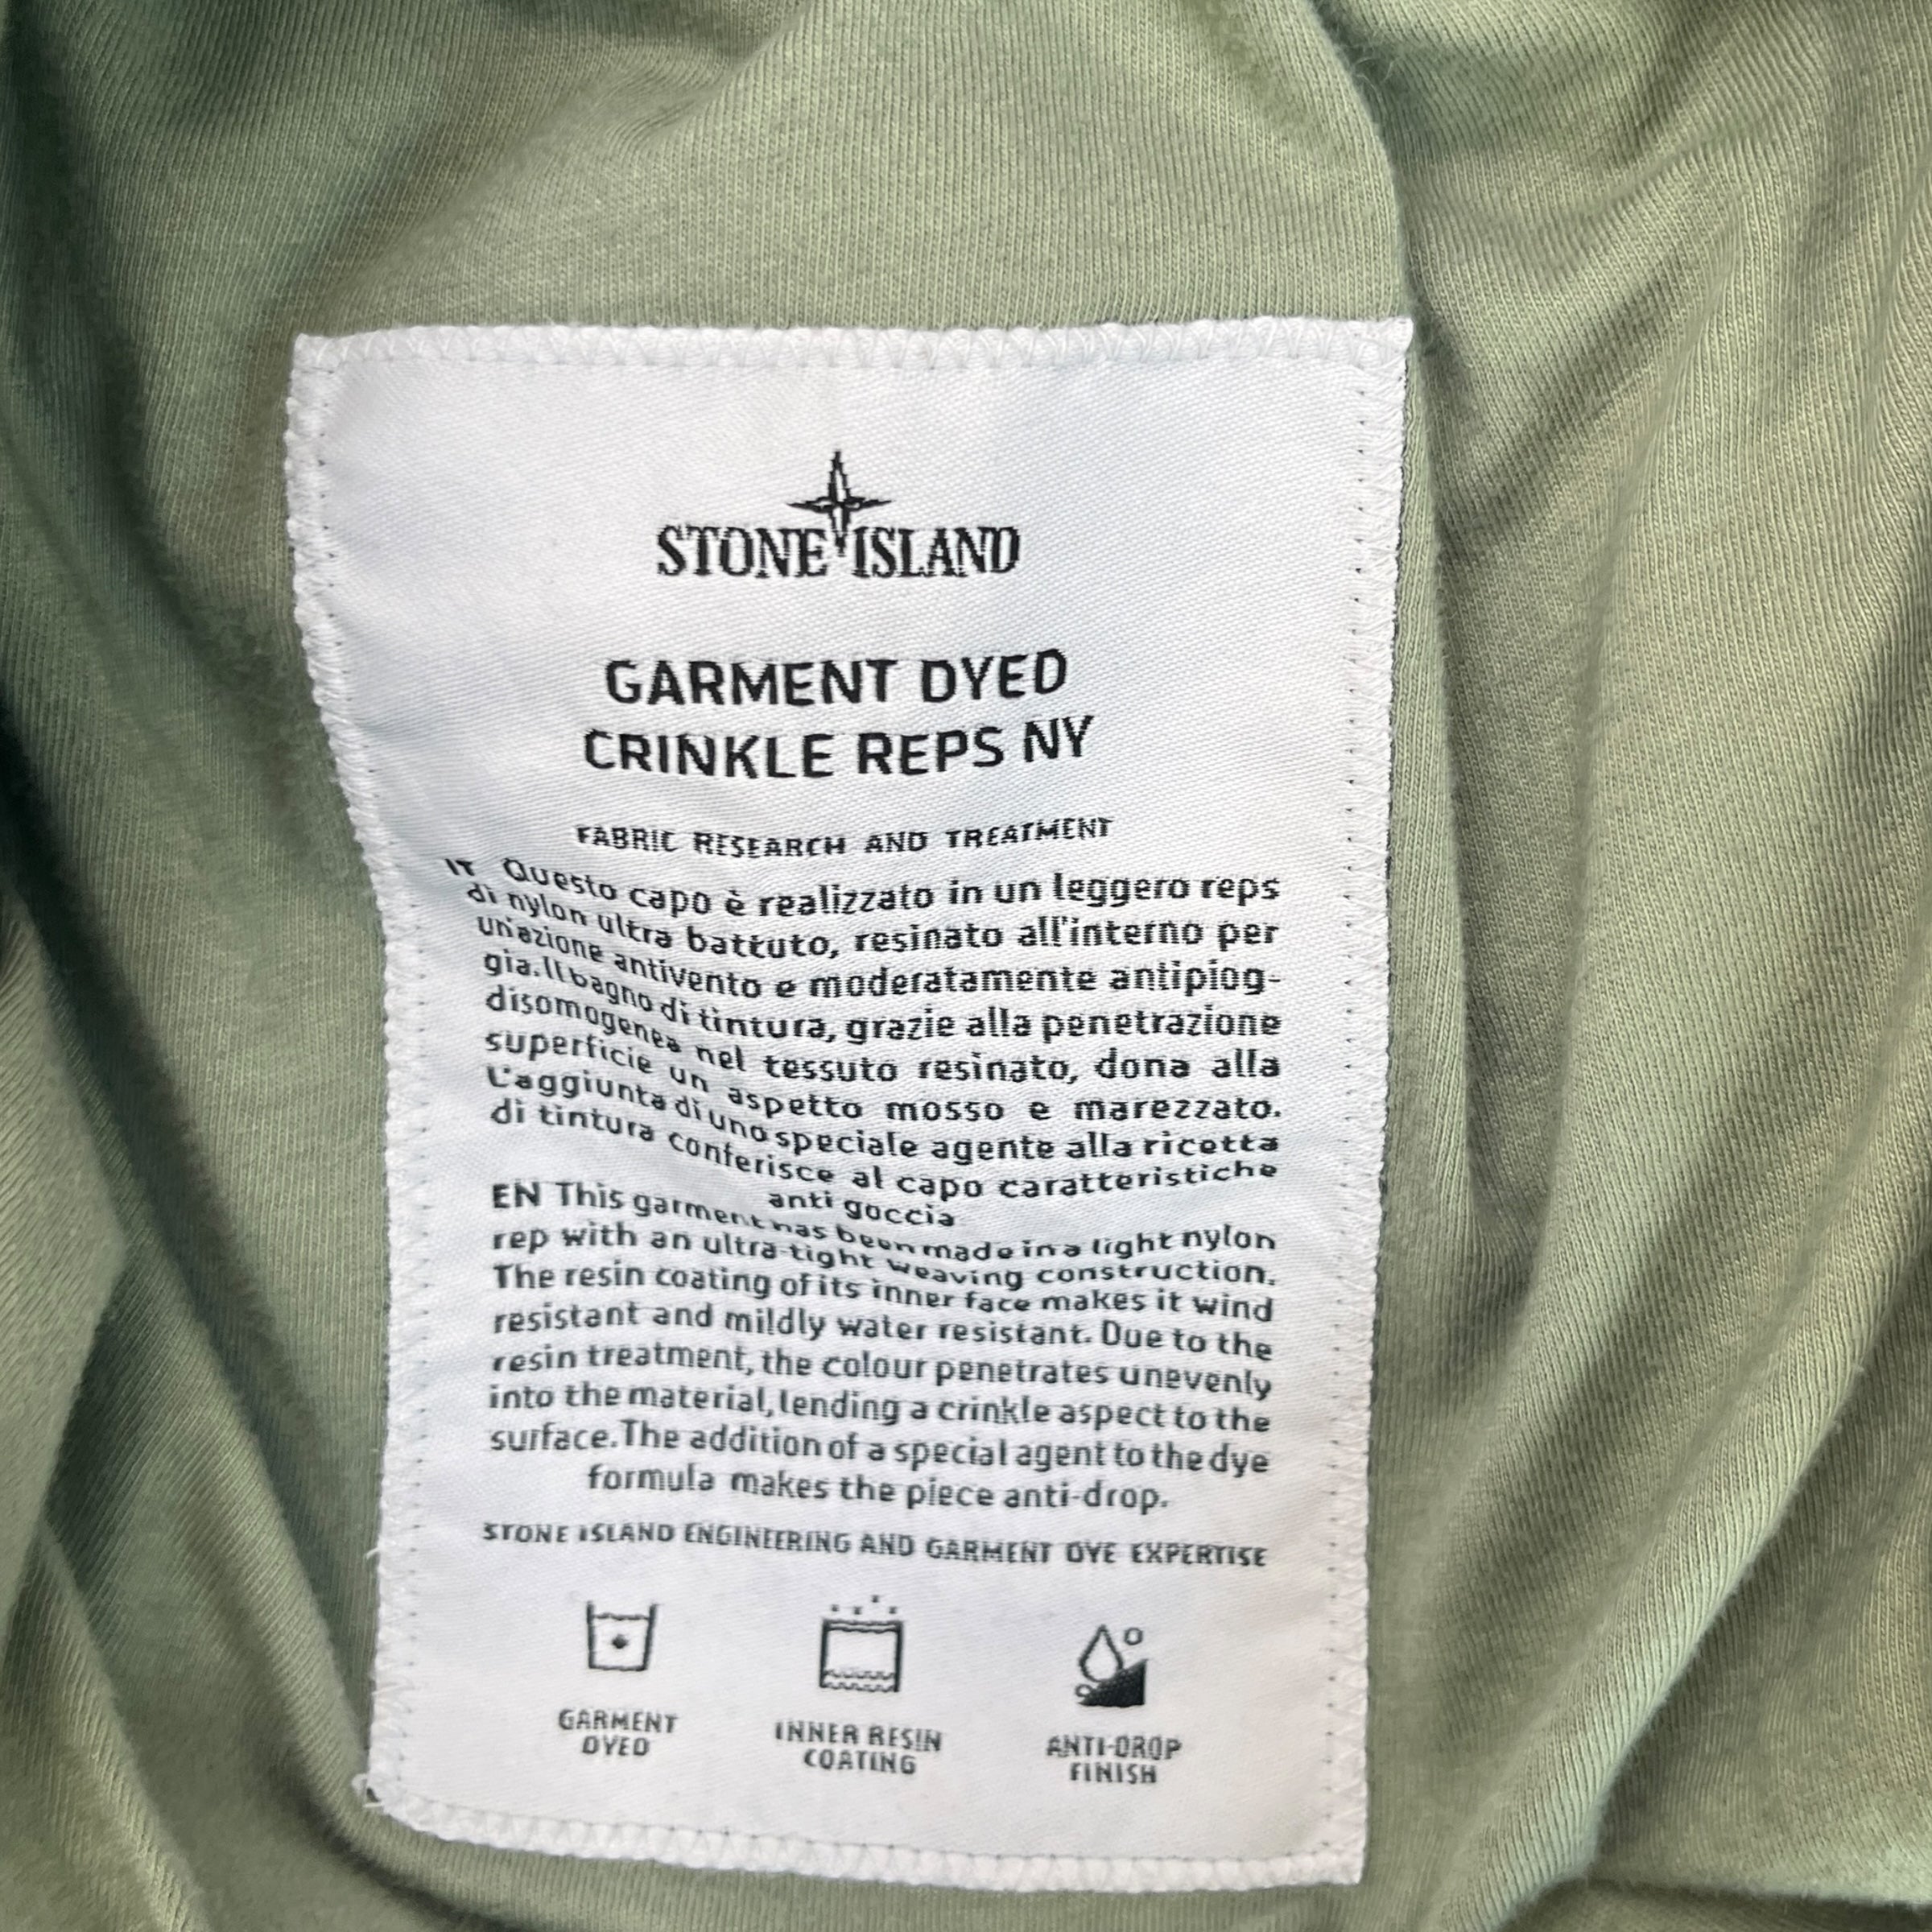 STONE ISLAND
GARMENT DYED
CRINKLE REPS NY
FABRIC RESEARCH AND TREATMENT
IT Questo capo è realizzato in un leggero reps
di nylon ultra battuto, resinato all'interno per
un'azione antivento e moderatamente antipiog-
gia. Il bagno di tintura, grazie alla penetrazione
disomogenea nel tessuto resinato, dona alla
superficie un aspetto mosso e marezzato.
L'aggiunta di uno speciale agente alla ricetta
di tintura conferisce al capo caratteristiche
anti goccia
EN This garment has been made in a light nylon
rep with an ultra-tight weaving construction.
The resin coating of its inner face makes it wind
resistant and mildly water resistant. Due to the
resin treatment, the colour penetrates unevenly
into the material, lending a crinkle aspect to the
surface. The addition of a special agent to the dye
formula makes the piece anti-drop.
STONE ISLAND ENGINEERING AND GARMENT DYE EXPERTISE
GARMENT
DYED
INNER RESIN
COATING
ANTI-DROP
FINISH